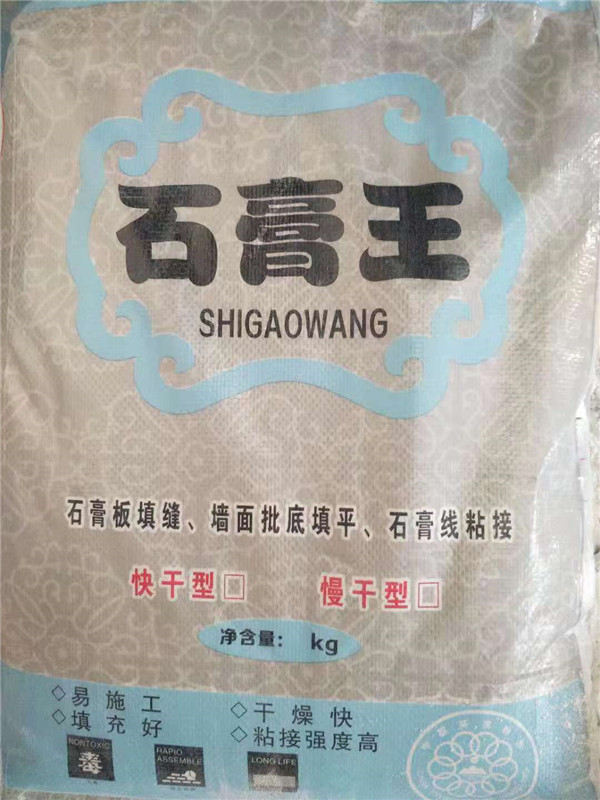 石膏王
SHIGAOWANG
石膏板填缝、墙面批底填平、石膏线粘接
快干型□ 慢干型□
净含量: kg
◇易施工 ◇干燥快
◇填充好 ◇粘接强度高
NONTOXIC RAPID ASSEMBLE LONG LIFE
毒